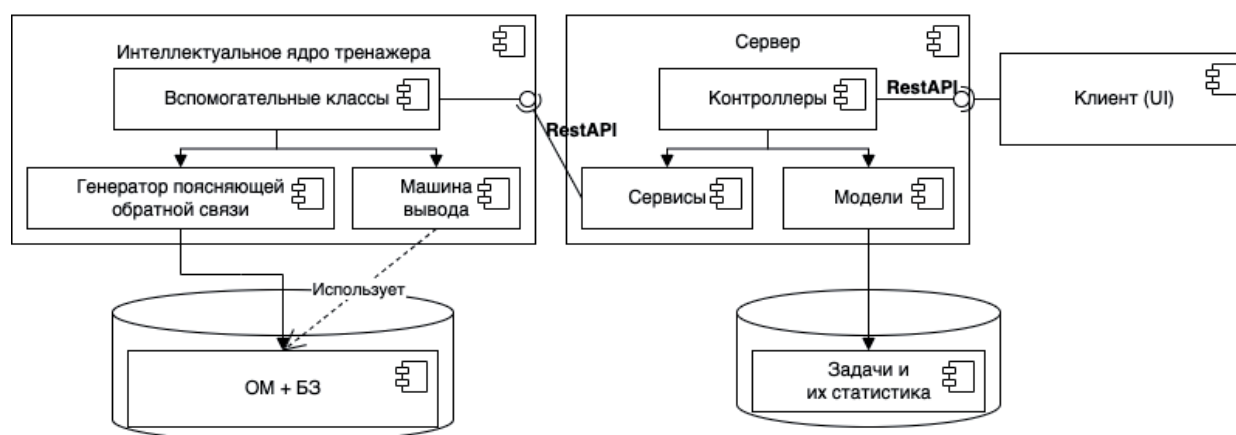 Интеллектуальное ядро тренажера
Вспомогательные классы
Генератор поясняющей
обратной связи
Машина
вывода
RestAPI
Сервер
Контроллеры
RestAPI
Клиент (UI)
Сервисы
Модели
Использует
ОМ + БЗ
Задачи и
их статистика